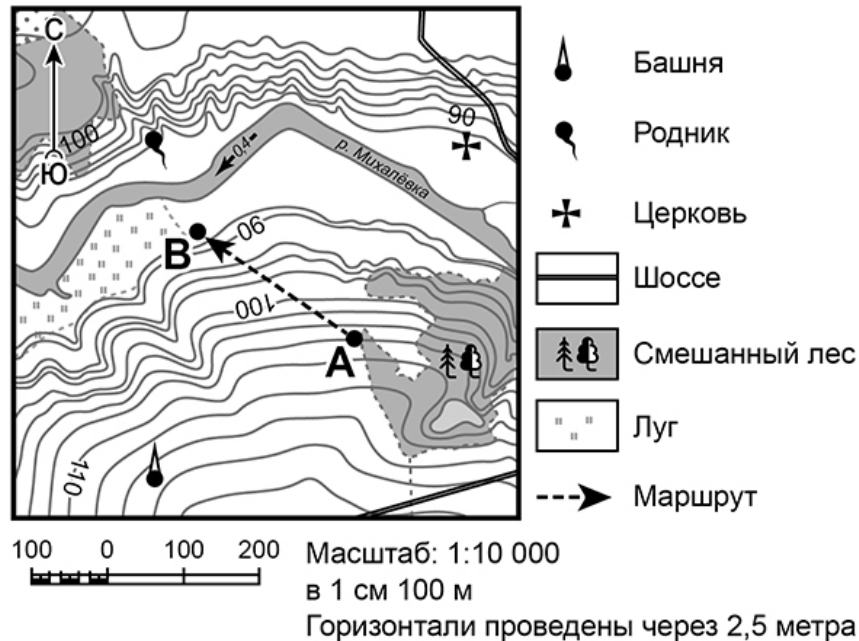 С
Ю
100
0,4
р. Михалёвка
90
В
90
100
А
110
Башня
Родник
Церковь
Шоссе
Смешанный лес
Луг
Маршрут
100 0 100 200
Масштаб: 1:10 000
в 1 см 100 м
Горизонтали проведены через 2,5 метра